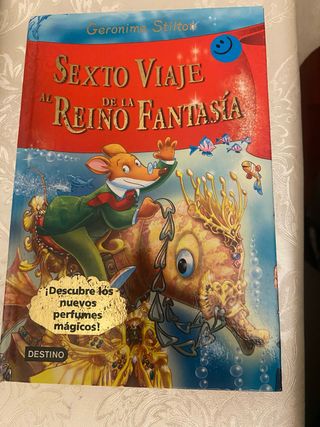 Geronimo Stilton
SEXTO VIAJE
AL REINO DE LA FANTASÍA
¡Descubre los
nuevos
perfumes
mágicos!
DESTINO